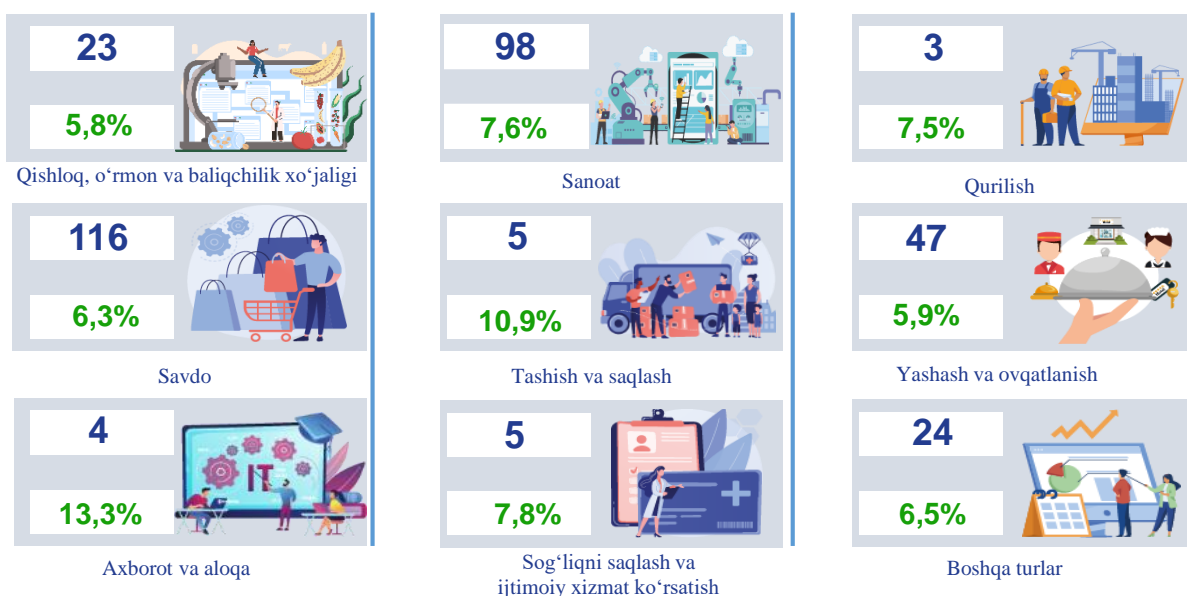 23
5,8%
Qishloq, o‘rmon va baliqchilik xo‘jaligi
98
7,6%
Sanoat
3
7,5%
Qurilish
116
6,3%
Savdo
5
10,9%
Tashish va saqlash
47
5,9%
Yashash va ovqatlanish
4
13,3%
IT
Axborot va aloqa
5
7,8%
Sog‘liqni saqlash va
ijtimoiy xizmat ko‘rsatish
24
6,5%
Boshqa turlar